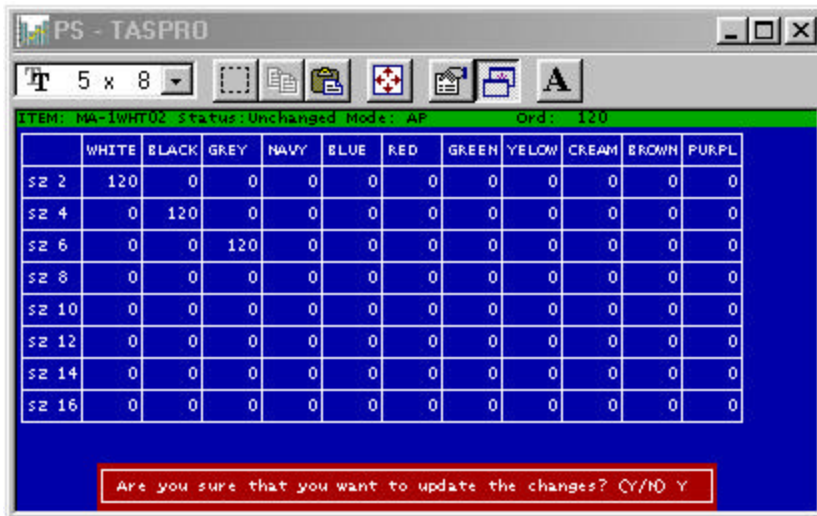 PS - TASPRO
5 x 8
A
ITEM: MA-1WHT02 Status:Unchanged Mode: AP Ord: 120
WHITE BLACK GREY NAVY BLUE RED GREEN YELOW CREAM BROWN PURPL
sz 2 120 0 0 0 0 0 0 0 0 0 0
sz 4 0 120 0 0 0 0 0 0 0 0 0
sz 6 0 0 120 0 0 0 0 0 0 0 0
sz 8 0 0 0 0 0 0 0 0 0 0 0
sz 10 0 0 0 0 0 0 0 0 0 0 0
sz 12 0 0 0 0 0 0 0 0 0 0 0
sz 14 0 0 0 0 0 0 0 0 0 0 0
sz 16 0 0 0 0 0 0 0 0 0 0 0
Are you sure that you want to update the changes? (Y/N) Y